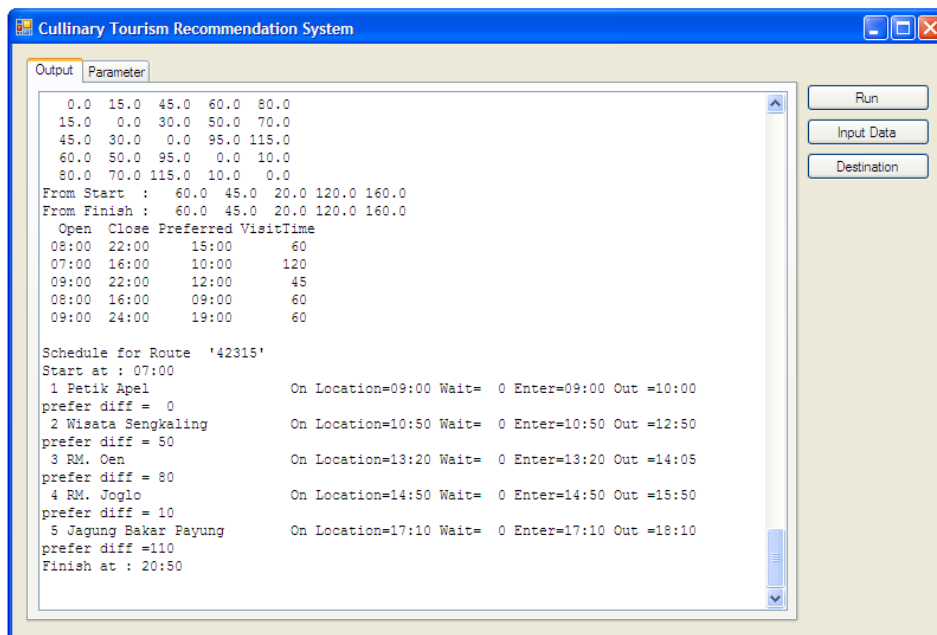 Cullinary Tourism Recommendation System
Output Parameter
Run
Input Data
Destination
0.0 15.0 45.0 60.0 80.0
15.0 0.0 30.0 50.0 70.0
45.0 30.0 0.0 95.0 115.0
60.0 50.0 95.0 0.0 10.0
80.0 70.0 115.0 10.0 0.0
From Start : 60.0 45.0 20.0 120.0 160.0
From Finish : 60.0 45.0 20.0 120.0 160.0
Open Close Preferred VisitTime
08:00 22:00 15:00 60
07:00 16:00 10:00 120
09:00 22:00 12:00 45
08:00 16:00 09:00 60
09:00 24:00 19:00 60
Schedule for Route '42315'
Start at : 07:00
1 Petik Apel On Location=09:00 Wait= 0 Enter=09:00 Out =10:00
prefer diff = 0
2 Wisata Sengkaling On Location=10:50 Wait= 0 Enter=10:50 Out =12:50
prefer diff = 50
3 RM. Oen On Location=13:20 Wait= 0 Enter=13:20 Out =14:05
prefer diff = 80
4 RM. Joglo On Location=14:50 Wait= 0 Enter=14:50 Out =15:50
prefer diff = 10
5 Jagung Bakar Payung On Location=17:10 Wait= 0 Enter=17:10 Out =18:10
prefer diff =110
Finish at : 20:50